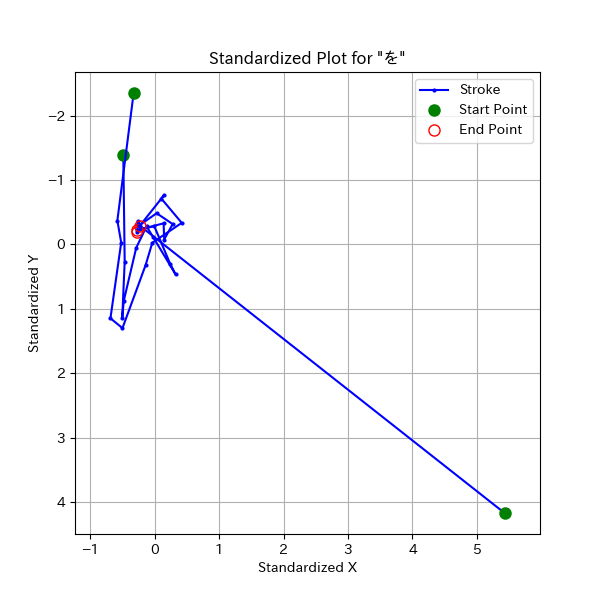 Standardized Plot for "を"
Stroke
Start Point
End Point
−2
−1
0
1
2
3
4
Standardized Y
−1 0 1 2 3 4 5
Standardized X